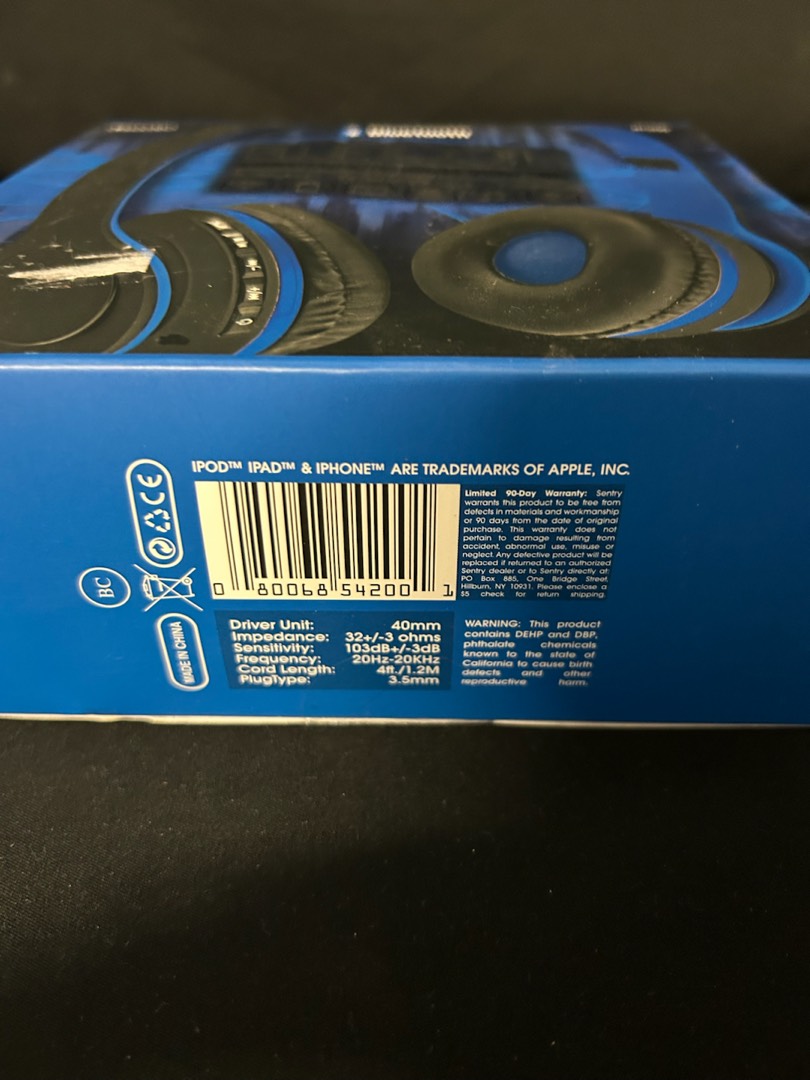 IPOD™ IPAD™ & IPHONE™ ARE TRADEMARKS OF APPLE, INC.
CE
BC
MADE IN CHINA
0 80068 54200 1
Limited 90-Day Warranty: Sentry
warrants this product to be free from
defects in materials and workmanship
or 90 days from the date of original
purchase. This warranty does not
pertain to damage resulting from
accident, abnormal use, misuse or
neglect. Any defective product will be
replaced if returned to an authorized
Sentry dealer or to Sentry directly at:
PO Box 885, One Bridge Street,
Hillburn, NY 10931. Please enclose a
$5 check for return shipping.
Driver Unit: 40mm
Impedance: 32+/-3 ohms
Sensitivity: 103dB+/-3dB
Frequency: 20Hz-20KHz
Cord Length: 4ft./1.2M
PlugType: 3.5mm
WARNING: This product
contains DEHP and DBP,
phthalate chemicals
known to the state of
California to cause birth
defects and other
reproductive harm.